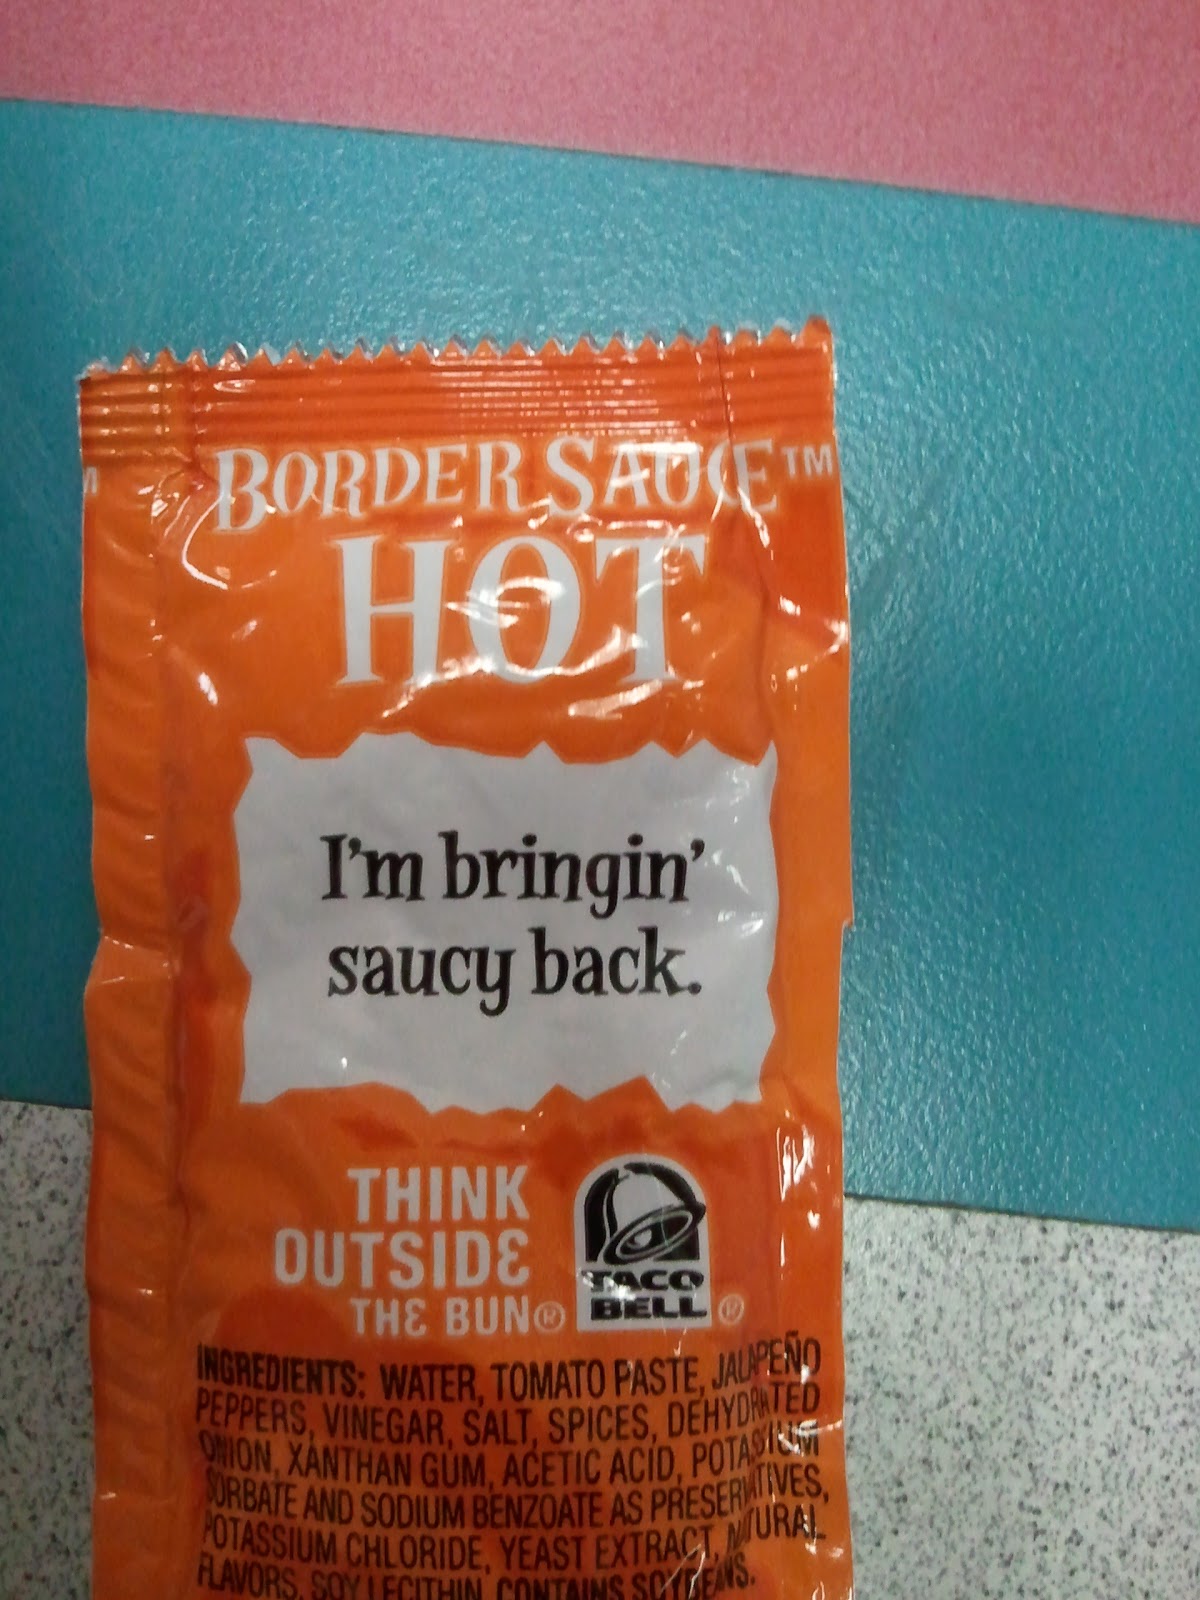 BORDER SAUCE™
HOT
I'm bringin'
saucy back.
THINK
OUTSIDE
THE BUN®
TACO
BELL®
INGREDIENTS: WATER, TOMATO PASTE, JALAPEÑO
PEPPERS, VINEGAR, SALT, SPICES, DEHYDRATED
ONION, XANTHAN GUM, ACETIC ACID, POTASSIUM
SORBATE AND SODIUM BENZOATE AS PRESERVATIVES,
POTASSIUM CHLORIDE, YEAST EXTRACT, NATURAL
FLAVORS, SOY LECITHIN. CONTAINS SOYBEANS.